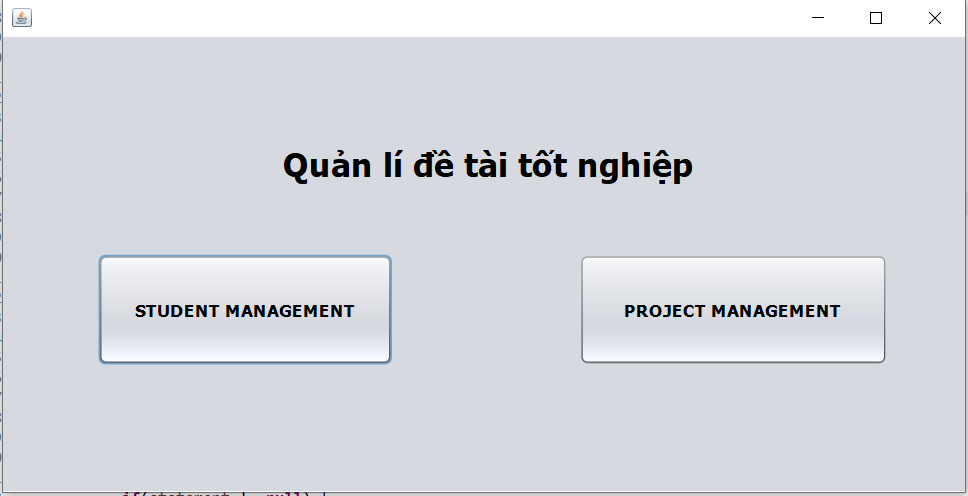 Quản lí đề tài tốt nghiệp
STUDENT MANAGEMENT
PROJECT MANAGEMENT